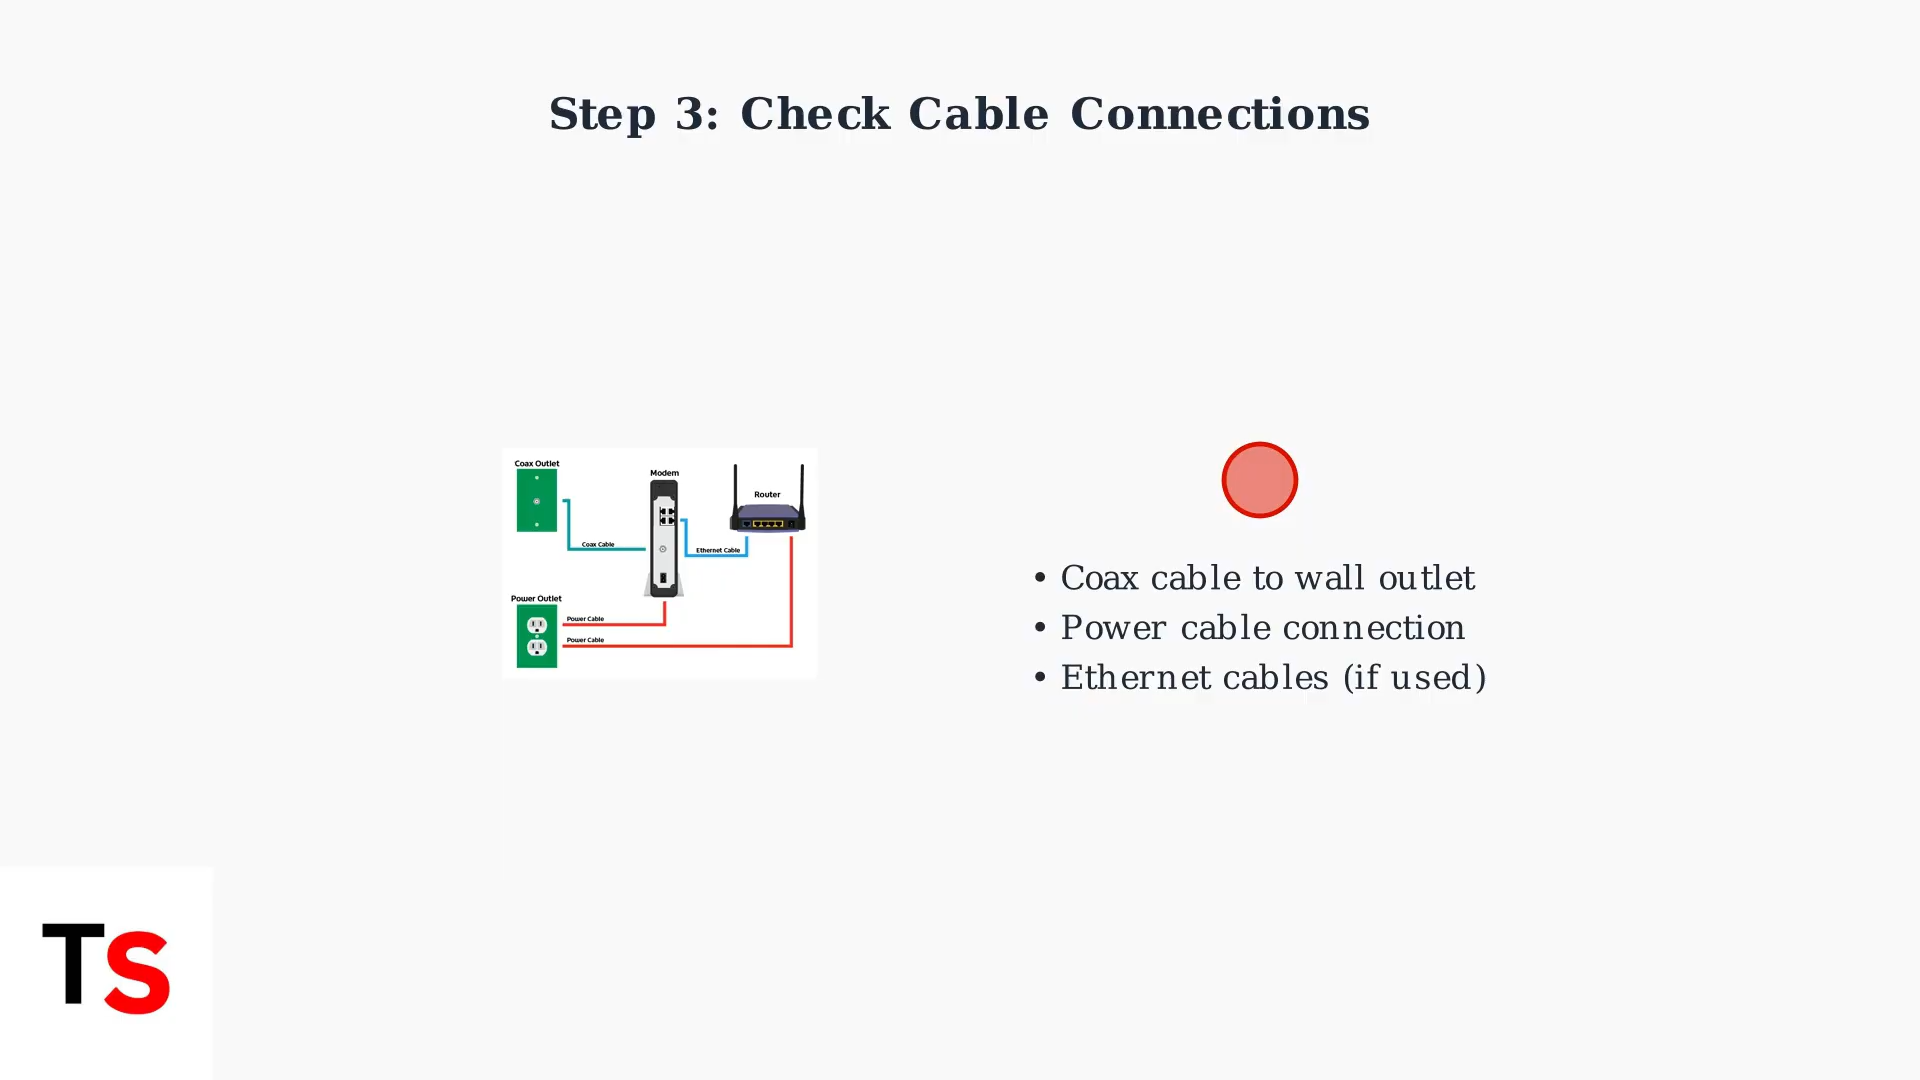 Step 3: Check Cable Connections
Coax Outlet
Modem
Router
Coax Cable
Ethernet Cable
Power Outlet
Power Cable
Power Cable
• Coax cable to wall outlet
• Power cable connection
• Ethernet cables (if used)
TS